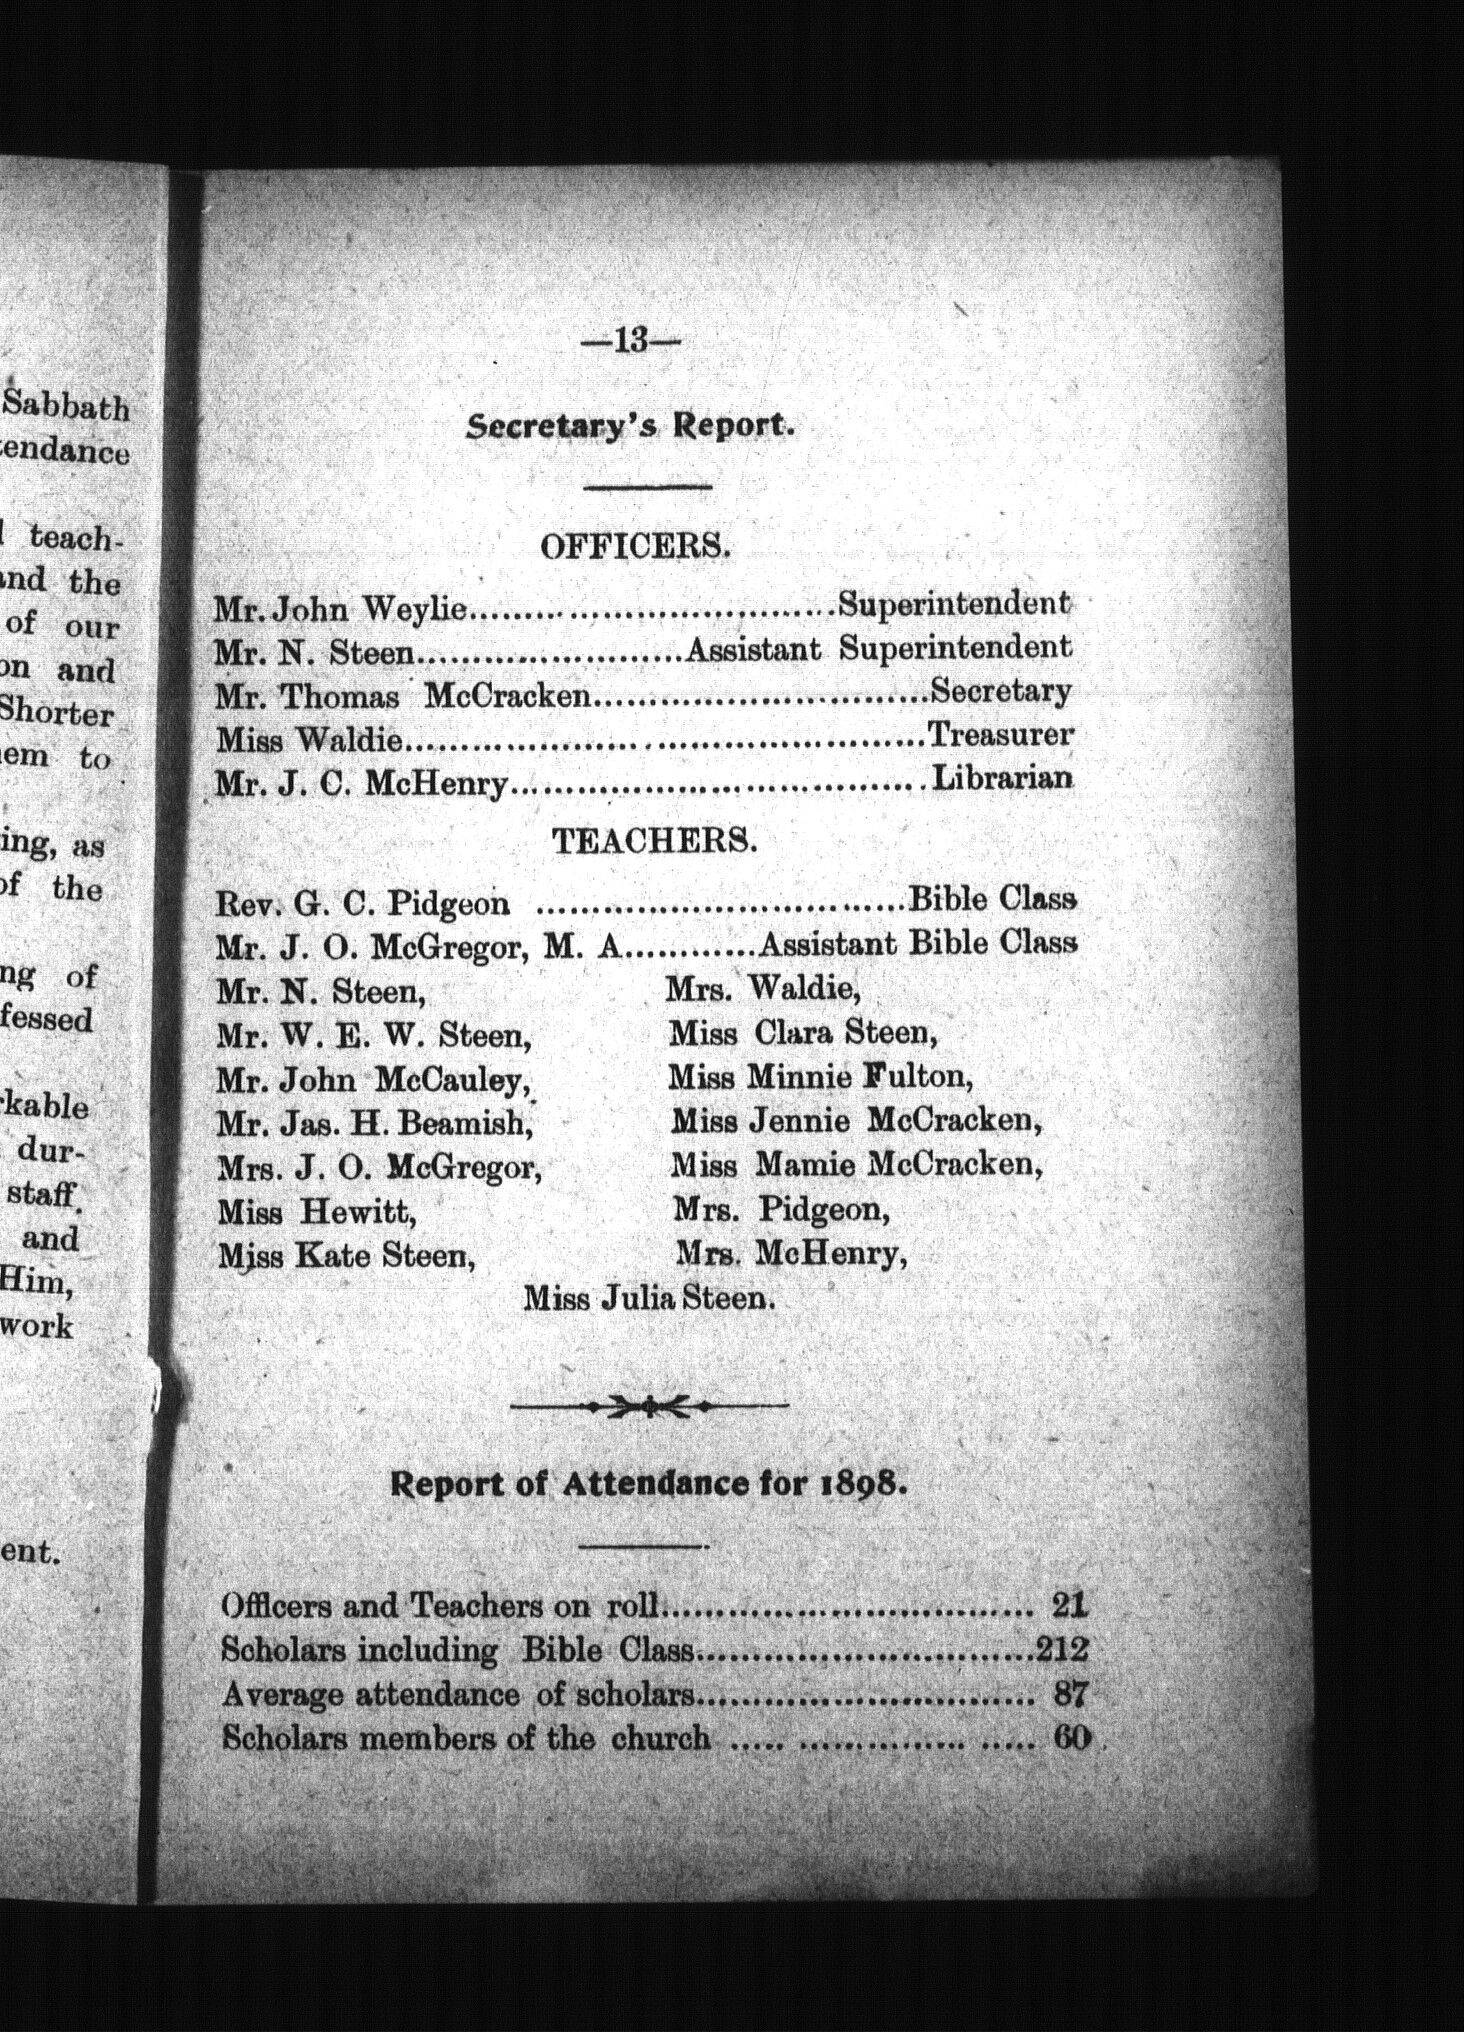 Sabbath
tendance
teach-
and the
of our
on and
Shorter
em to
ing, as
of the
ng of
fessed
rkable
dur-
staff.
and
Him,
work
ent.
—13—
Secretary's Report.
OFFICERS.
Mr. John Weylie........................................Superintendent
Mr. N. Steen.............................Assistant Superintendent
Mr. Thomas McCracken....................................Secretary
Miss Waldie.........................................................Treasurer
Mr. J. C. McHenry..............................................Librarian
TEACHERS.
Rev. G. C. Pidgeon ........................................Bible Class
Mr. J. O. McGregor, M. A..............Assistant Bible Class
Mr. N. Steen, Mrs. Waldie,
Mr. W. E. W. Steen, Miss Clara Steen,
Mr. John McCauley, Miss Minnie Fulton,
Mr. Jas. H. Beamish, Miss Jennie McCracken,
Mrs. J. O. McGregor, Miss Mamie McCracken,
Miss Hewitt, Mrs. Pidgeon,
Miss Kate Steen, Mrs. McHenry,
Miss Julia Steen.
Report of Attendance for 1898.
Officers and Teachers on roll........................................ 21
Scholars including Bible Class.....................................212
Average attendance of scholars..................................... 87
Scholars members of the church ..... .................. ...... 60